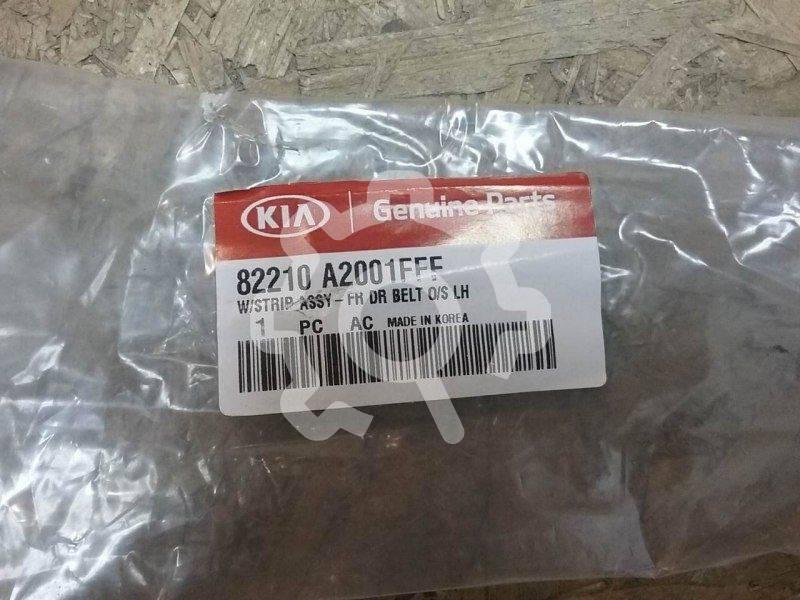 KIA Genuine Parts
82210 A2001FFF
W/STRIP ASSY-FR DR BELT O/S LH
1 PC AC MADE IN KOREA